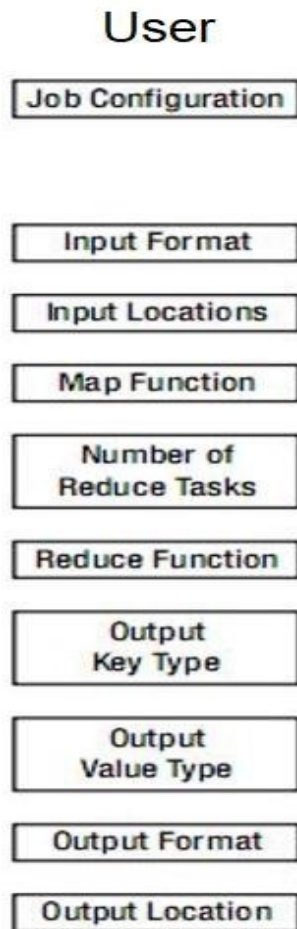 User
Job Configuration
Input Format
Input Locations
Map Function
Number of
Reduce Tasks
Reduce Function
Output
Key Type
Output
Value Type
Output Format
Output Location